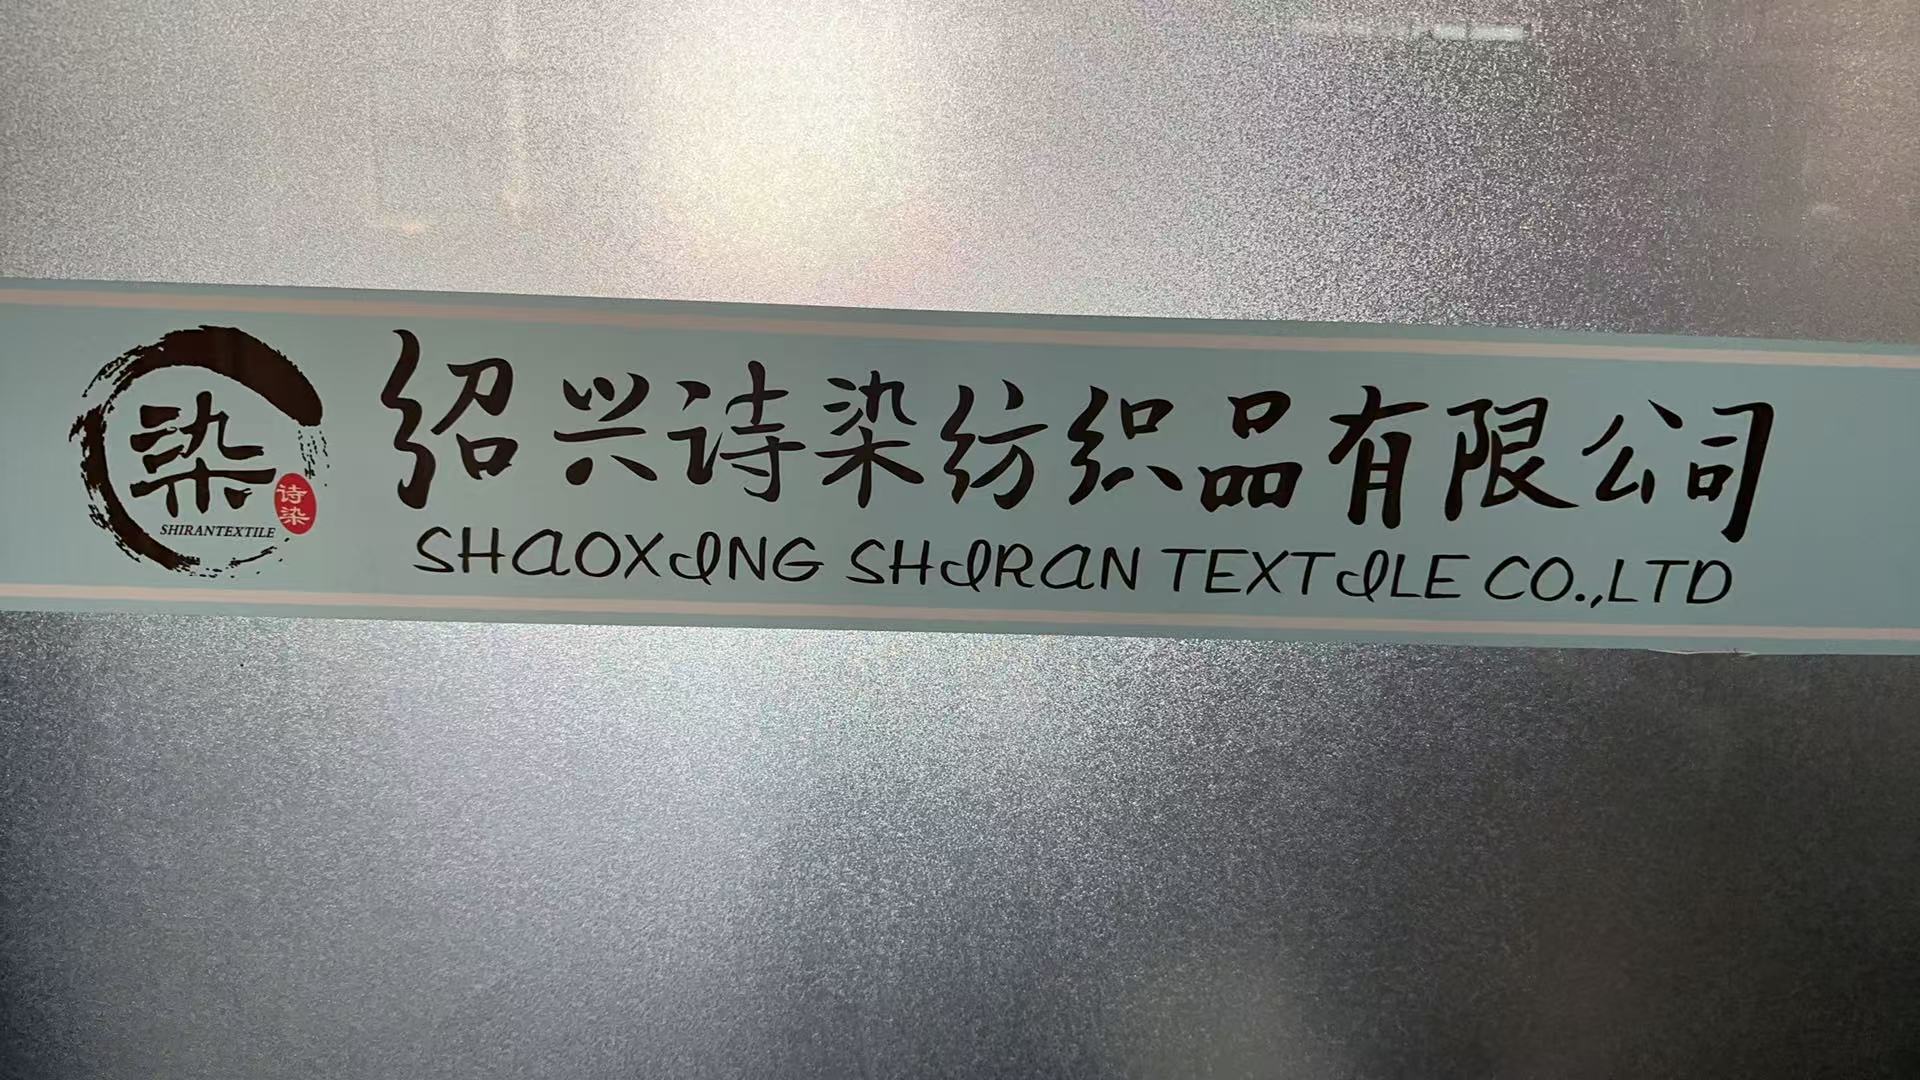 染
SHIRANTEXTILE
诗染
绍兴诗染纺织品有限公司
SHAOXING SHIRAN TEXTILE CO.,LTD